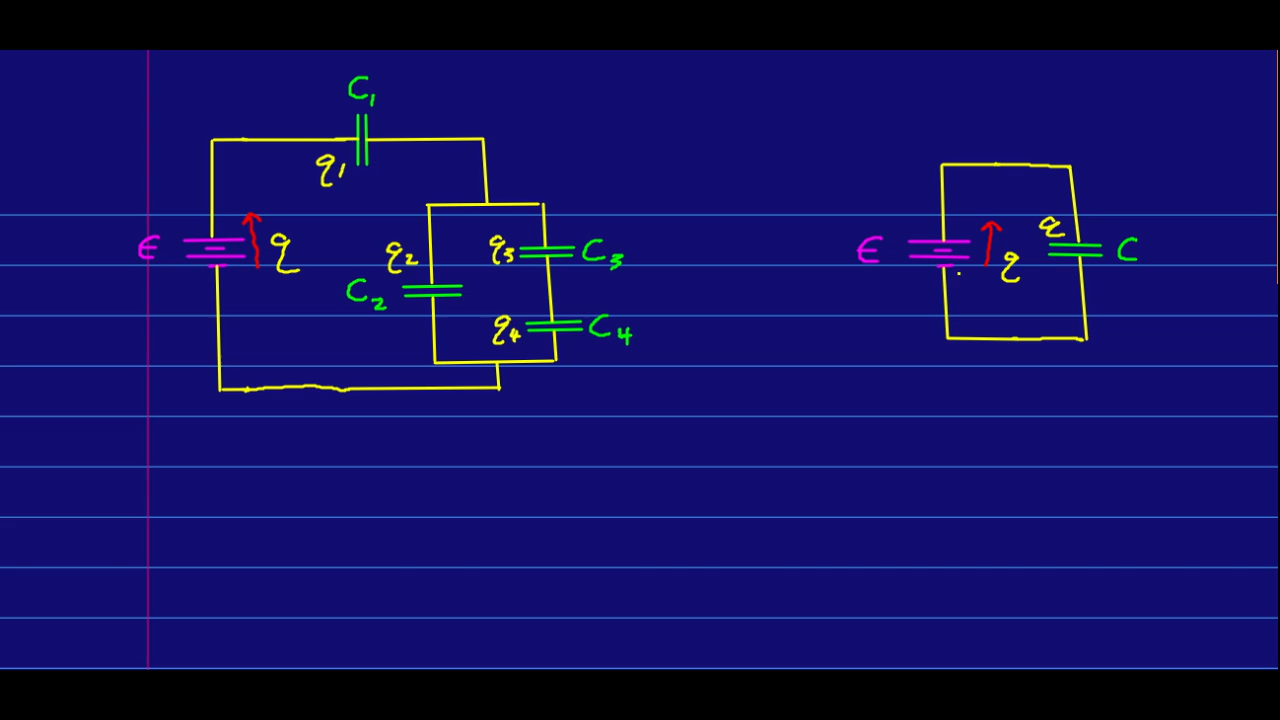 C₁
q₁
ϵ q
q₂ q₃ C₃
C₂
q₄ C₄
ϵ q q C